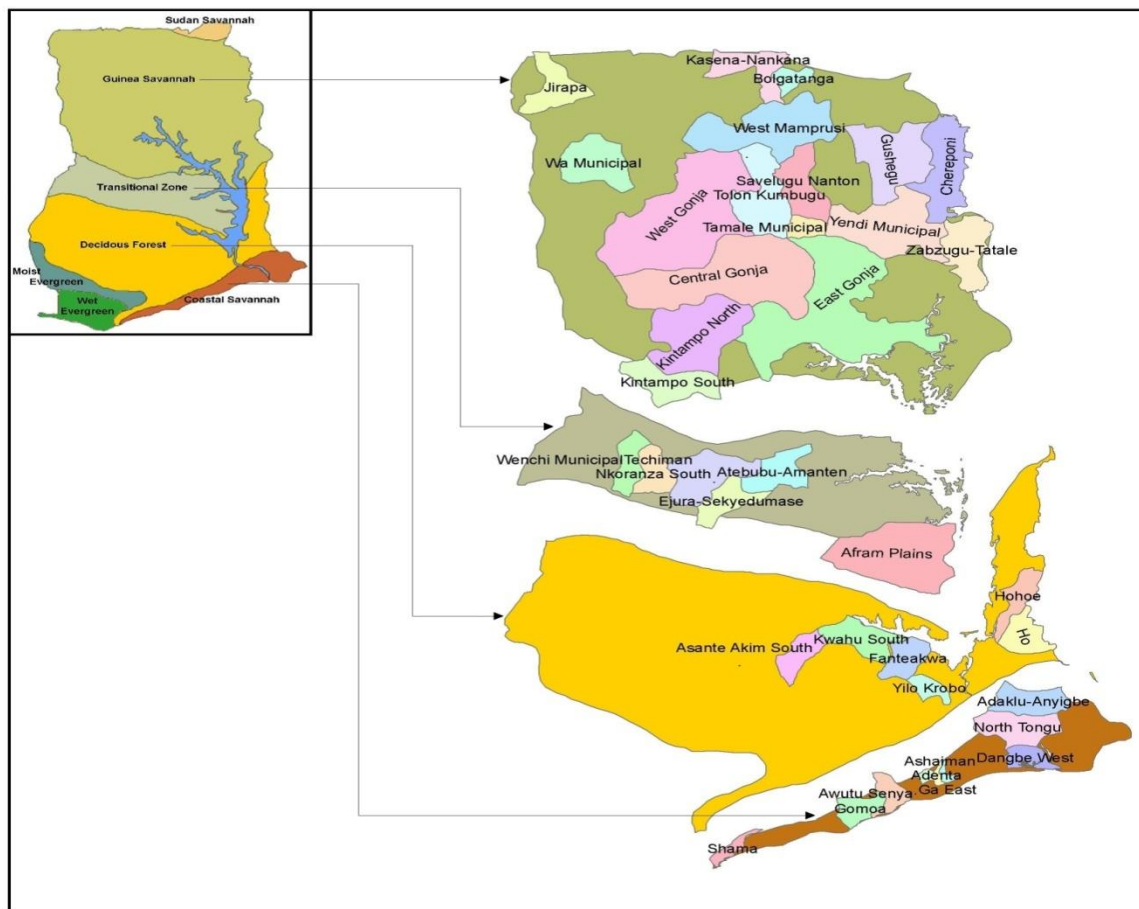 Sudan Savannah
Guinea Savannah
Transitional Zone
Decidous Forest
Moist
Evergreen
Wet
Evergreen
Coastal Savannah
Kasena-Nankana
Bolgatanga
Jirapa
West Mamprusi
Gushegu
Chereponi
Wa Municipal
Savelugu Nanton
Tolon Kumbugu
West Gonja
Tamale Municipal
Yendi Municipal
Zabzugu-Tatale
Central Gonja
East Gonja
Kintampo North
Kintampo South
Wenchi Municipal
Techiman
Nkoranza South
Atebubu-Amanten
Ejura-Sekyedumase
Afram Plains
Hohoe
Ho
Asante Akim South
Kwahu South
Fanteakwa
Yilo Krobo
Adaklu-Anyigbe
North Tongu
Dangbe West
Ashaiman
Adenta
Ga East
Awutu Senya
Gomoa
Shama